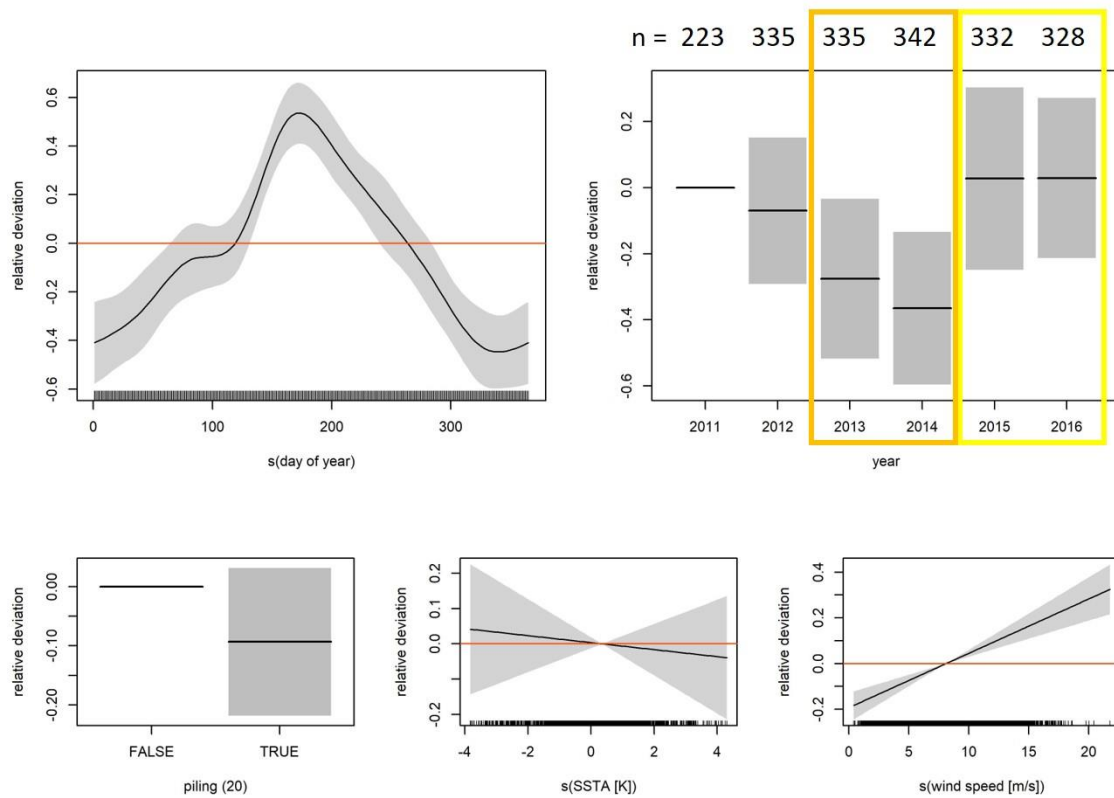 n = 223 335 335 342 332 328
relative deviation
0.6
0.4
0.2
0.0
-0.2
-0.4
-0.6
0 100 200 300
s(day of year)
relative deviation
0.2
0.0
-0.2
-0.4
-0.6
2011 2012 2013 2014 2015 2016
year
relative deviation
0.00
-0.10
-0.20
FALSE TRUE
piling (20)
relative deviation
0.2
0.1
0.0
-0.2
-4 -2 0 2 4
s(SSTA [K])
relative deviation
0.4
0.2
0.0
-0.2
0 5 10 15 20
s(wind speed [m/s])